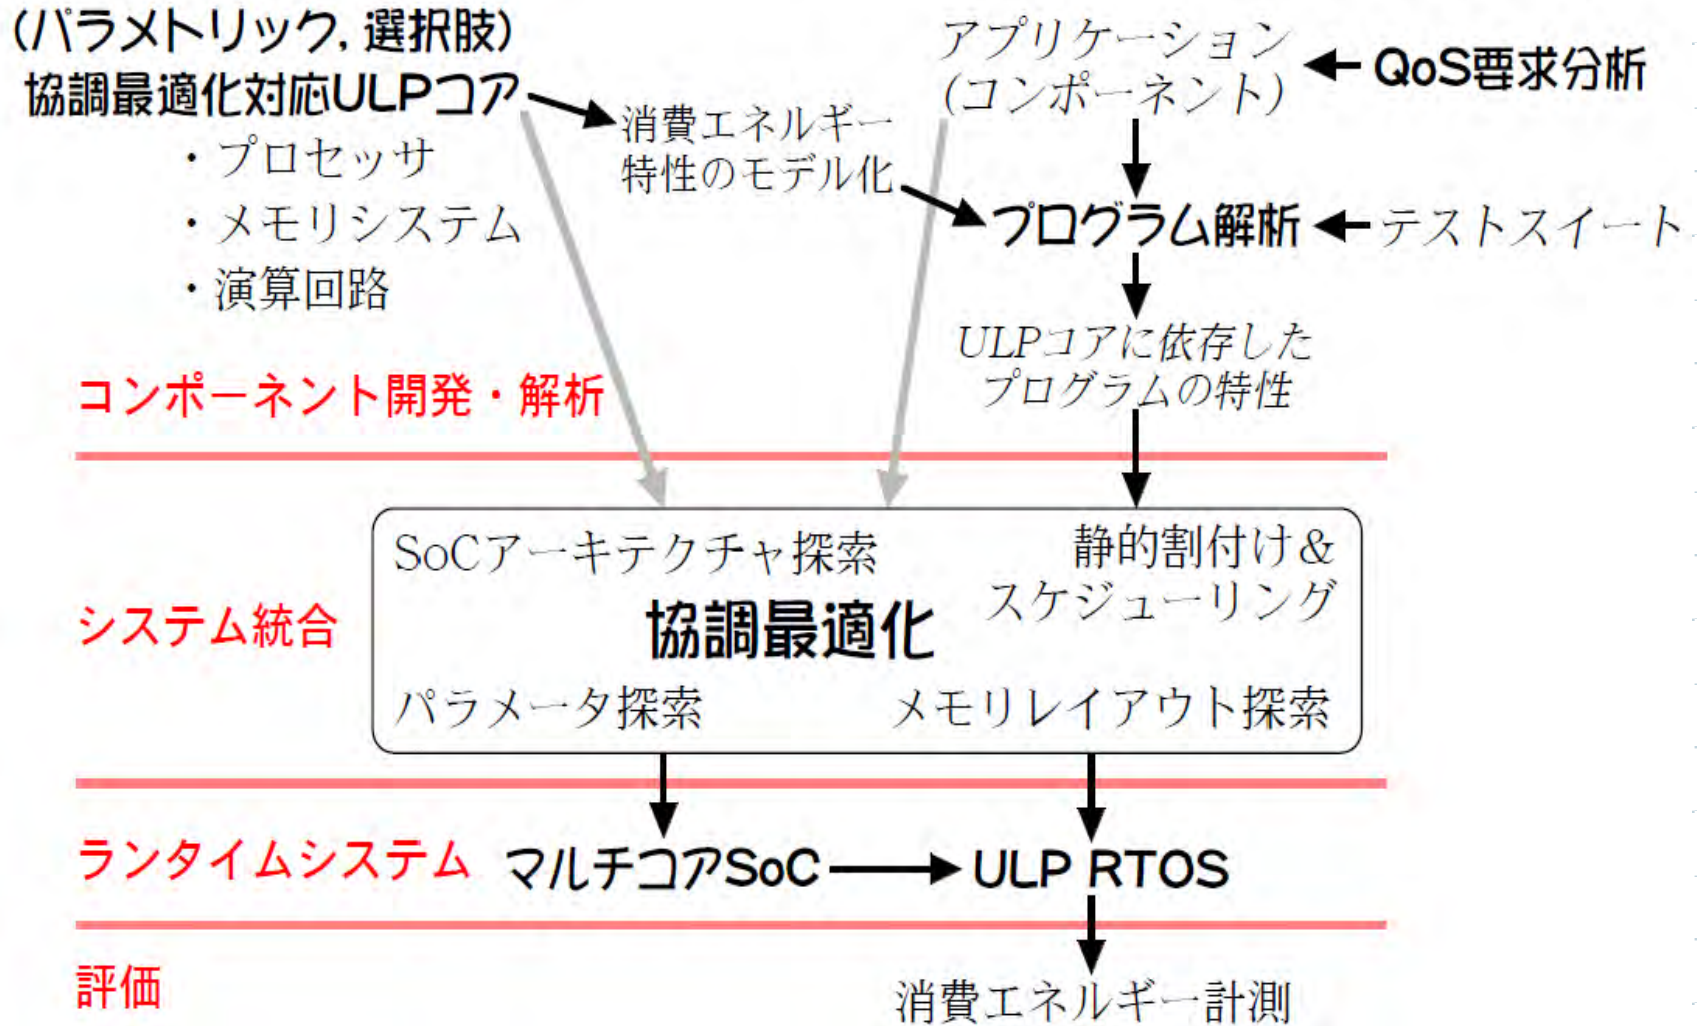 (パラメトリック, 選択肢)
協調最適化対応ULPコア
・プロセッサ
・メモリシステム
・演算回路
消費エネルギー
特性のモデル化
アプリケーション
(コンポーネント)
QoS要求分析
プログラム解析
テストスイート
ULPコアに依存した
プログラムの特性
コンポーネント開発・解析
システム統合
SoCアーキテクチャ探索
静的割付け&
スケジューリング
協調最適化
パラメータ探索
メモリレイアウト探索
ランタイムシステム
マルチコアSoC
ULP RTOS
評価
消費エネルギー計測